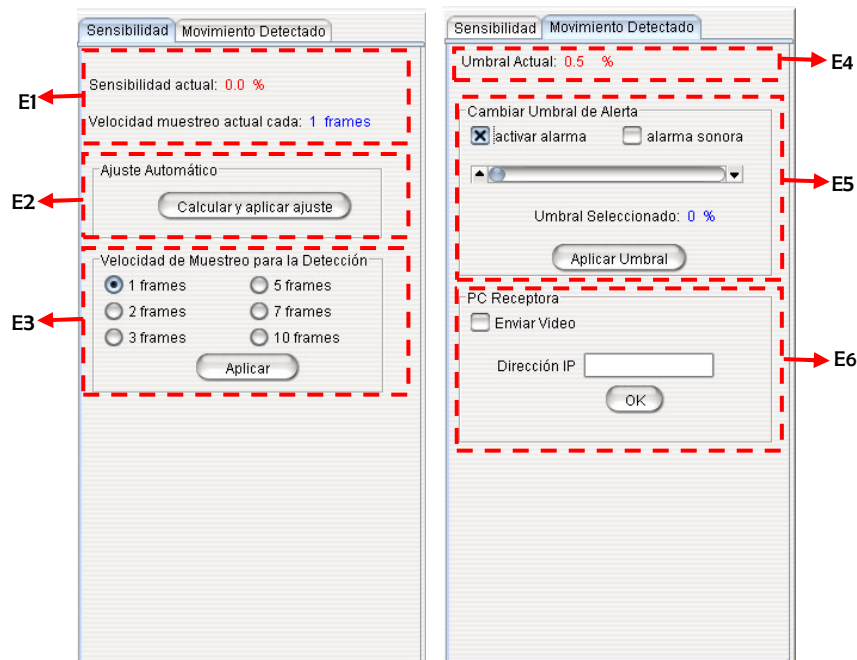 Sensibilidad Movimiento Detectado
Sensibilidad actual: 0.0 %
Velocidad muestreo actual cada: 1 frames
E1
Ajuste Automático
Calcular y aplicar ajuste
E2
Velocidad de Muestreo para la Detección
1 frames 5 frames
2 frames 7 frames
3 frames 10 frames
Aplicar
E3
Sensibilidad Movimiento Detectado
Umbral Actual: 0.5 %
E4
Cambiar Umbral de Alerta
activar alarma alarma sonora
Umbral Seleccionado: 0 %
Aplicar Umbral
E5
PC Receptora
Enviar Video
Dirección IP
OK
E6